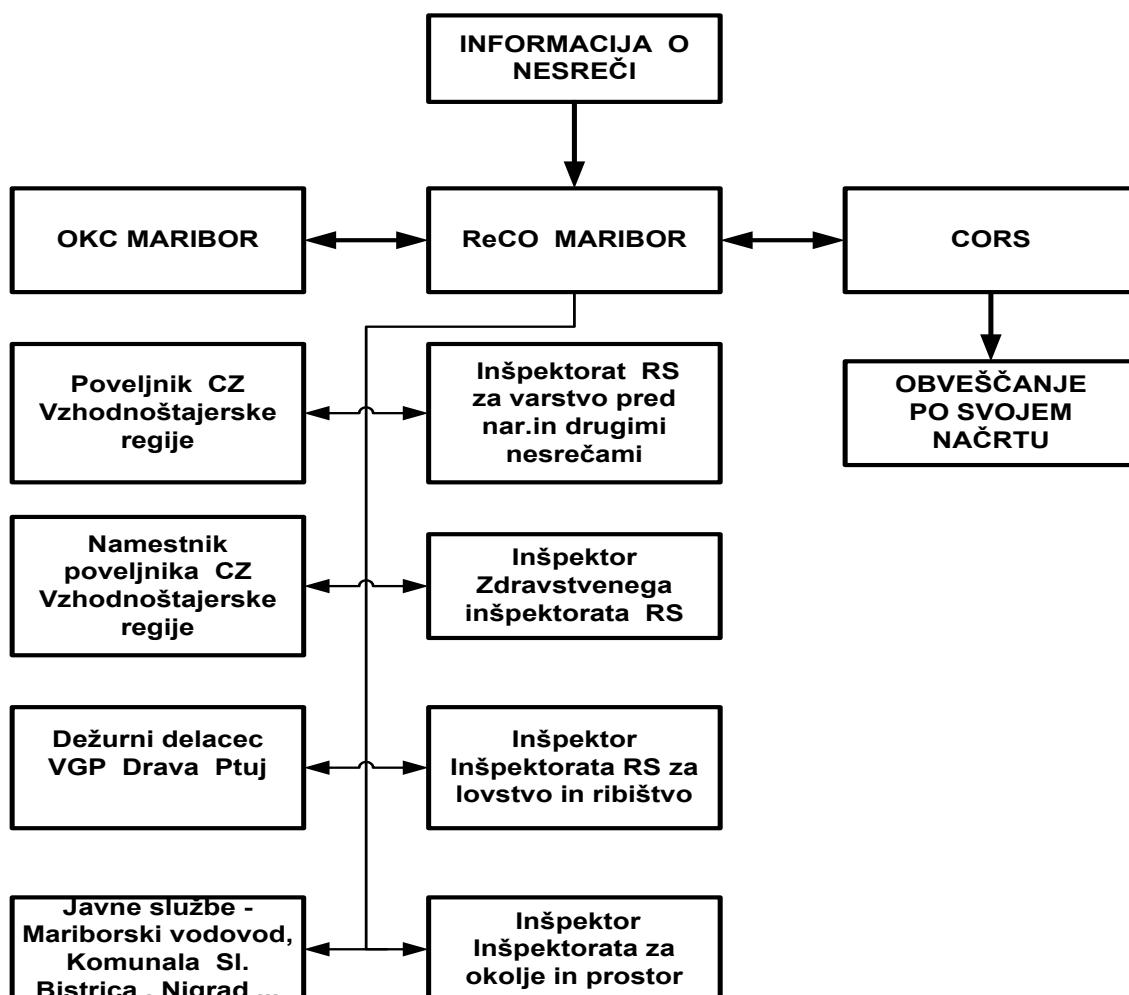 INFORMACIJA O
NESREČI
OKC MARIBOR
ReCO MARIBOR
CORS
Poveljnik CZ
Vzhodnoštajerske
regije
Inšpektorat RS
za varstvo pred
nar.in drugimi
nesrečami
OBVEŠČANJE
PO SVOJEM
NAČRTU
Namestnik
poveljnika CZ
Vzhodnoštajerske
regije
Inšpektor
Zdravstvenega
inšpektorata RS
Dežurni delacec
VGP Drava Ptuj
Inšpektor
Inšpektorata RS za
lovstvo in ribištvo
Javne službe -
Mariborski vodovod,
Komunala Sl.
Bistrica , Nigrad ...
Inšpektor
Inšpektorata za
okolje in prostor